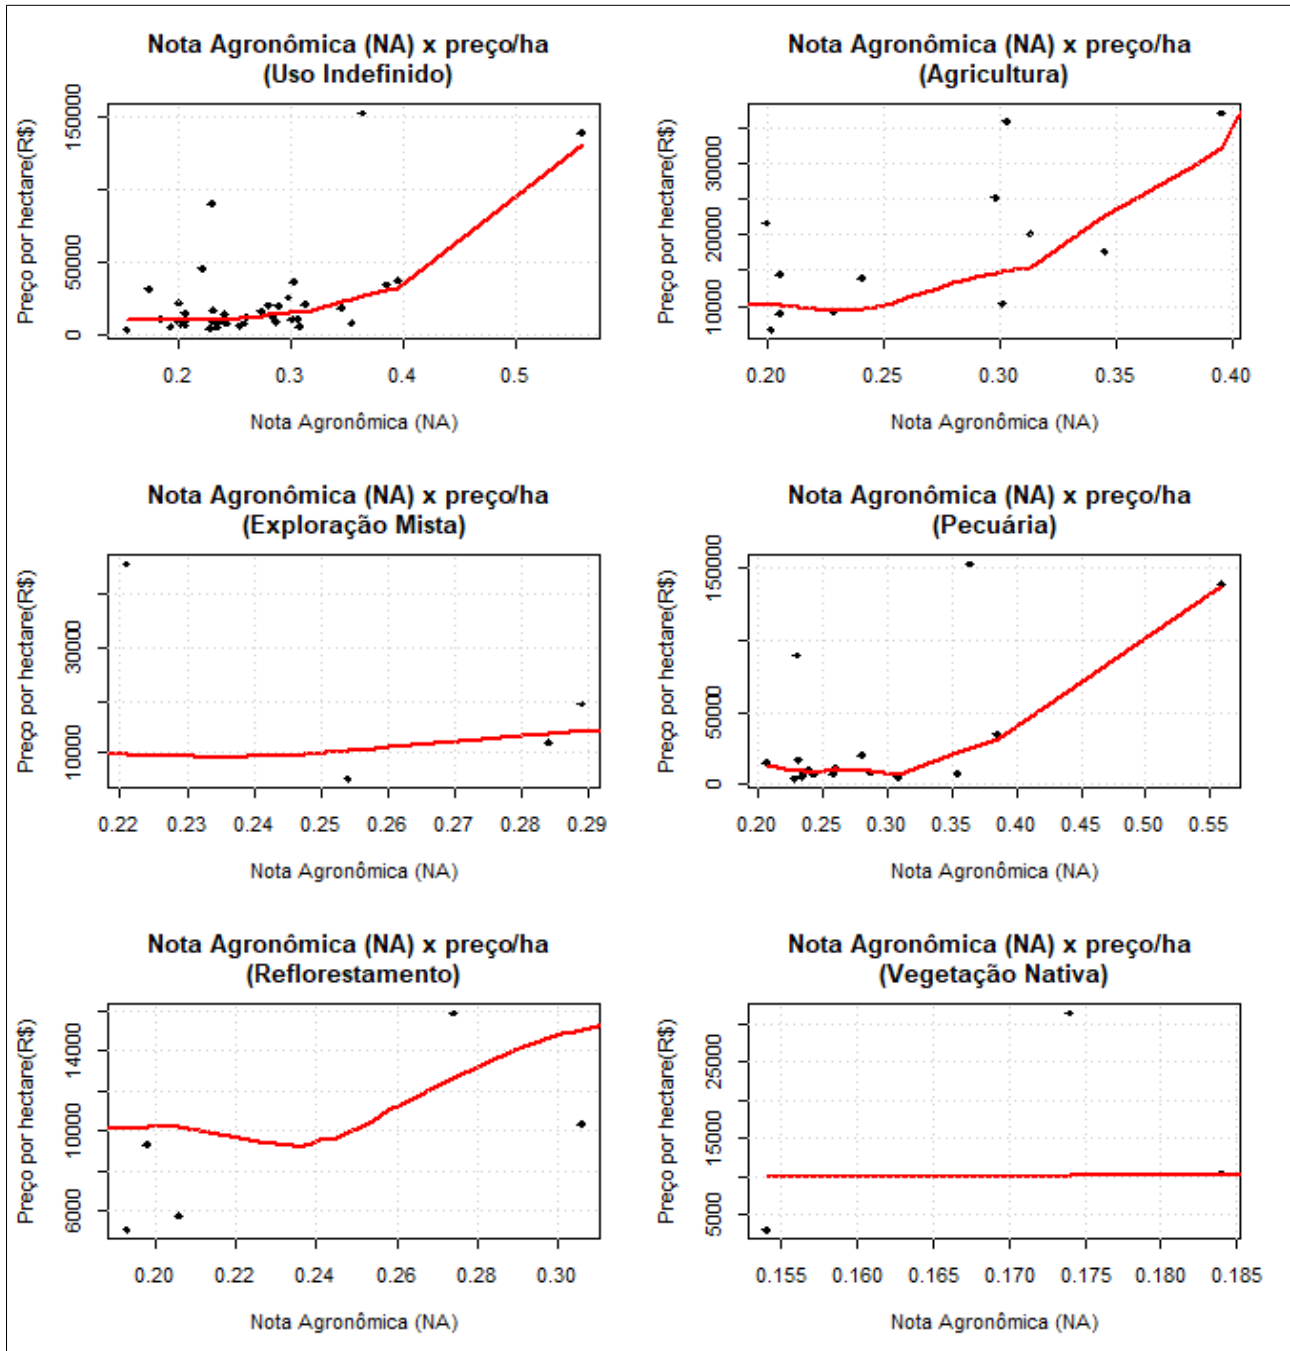 Nota Agronômica (NA) x preço/ha
(Uso Indefinido)
Preço por hectare(R$)
150000
50000
0
0.2 0.3 0.4 0.5
Nota Agronômica (NA)
Nota Agronômica (NA) x preço/ha
(Agricultura)
Preço por hectare(R$)
30000
20000
10000
0.20 0.25 0.30 0.35 0.40
Nota Agronômica (NA)
Nota Agronômica (NA) x preço/ha
(Exploração Mista)
Preço por hectare(R$)
30000
10000
0.22 0.23 0.24 0.25 0.26 0.27 0.28 0.29
Nota Agronômica (NA)
Nota Agronômica (NA) x preço/ha
(Pecuária)
Preço por hectare(R$)
150000
50000
0
0.20 0.25 0.30 0.35 0.40 0.45 0.50 0.55
Nota Agronômica (NA)
Nota Agronômica (NA) x preço/ha
(Reflorestamento)
Preço por hectare(R$)
14000
10000
6000
0.20 0.22 0.24 0.26 0.28 0.30
Nota Agronômica (NA)
Nota Agronômica (NA) x preço/ha
(Vegetação Nativa)
Preço por hectare(R$)
25000
15000
5000
0.155 0.160 0.165 0.170 0.175 0.180 0.185
Nota Agronômica (NA)